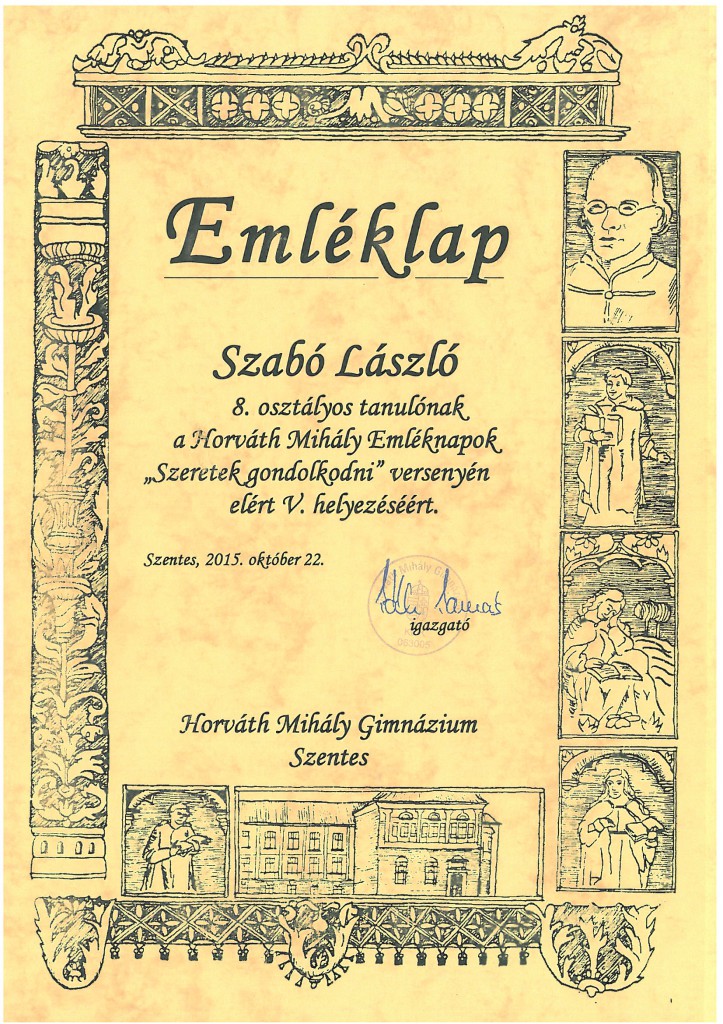 Emléklap
Szabó László
8. osztályos tanulónak
a Horváth Mihály Emléknapok
„Szeretek gondolkodni” versenyén
elért V. helyezéséért.
Szentes, 2015. október 22.
Mihály
igazgató
Horváth Mihály Gimnázium
Szentes